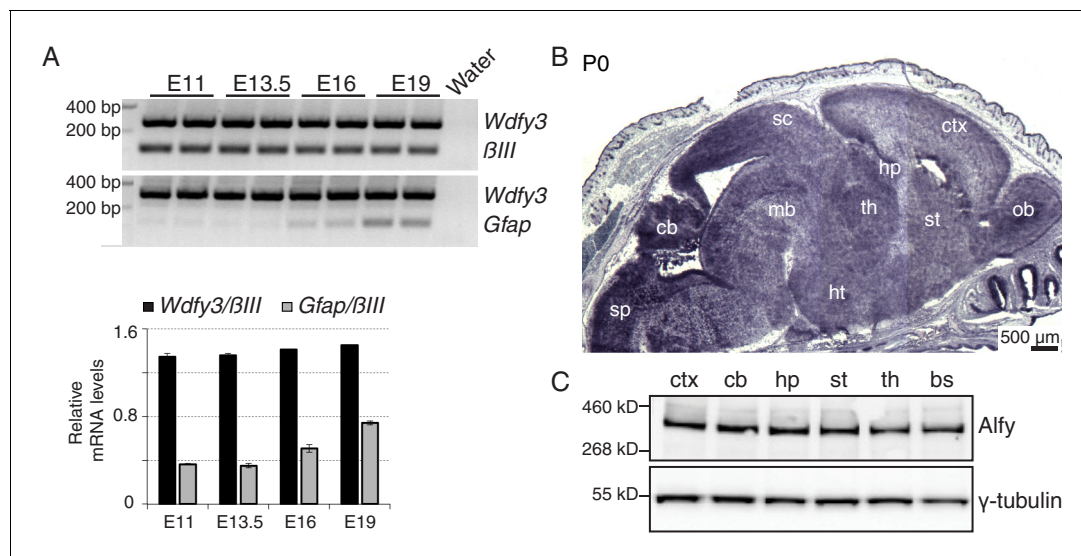 A
E11 E13.5 E16 E19 Water
400 bp
200 bp
Wdfy3
ßIII
400 bp
200 bp
Wdfy3
Gfap
Wdfy3/ßIII Gfap/ßIII
Relative
mRNA levels
1.6
0.8
0
E11 E13.5 E16 E19
B P0
sc
ctx
hp
mb
th
st
ob
cb
ht
sp
500 µm
C
ctx cb hp st th bs
460 kD
268 kD
Alfy
55 kD
γ-tubulin